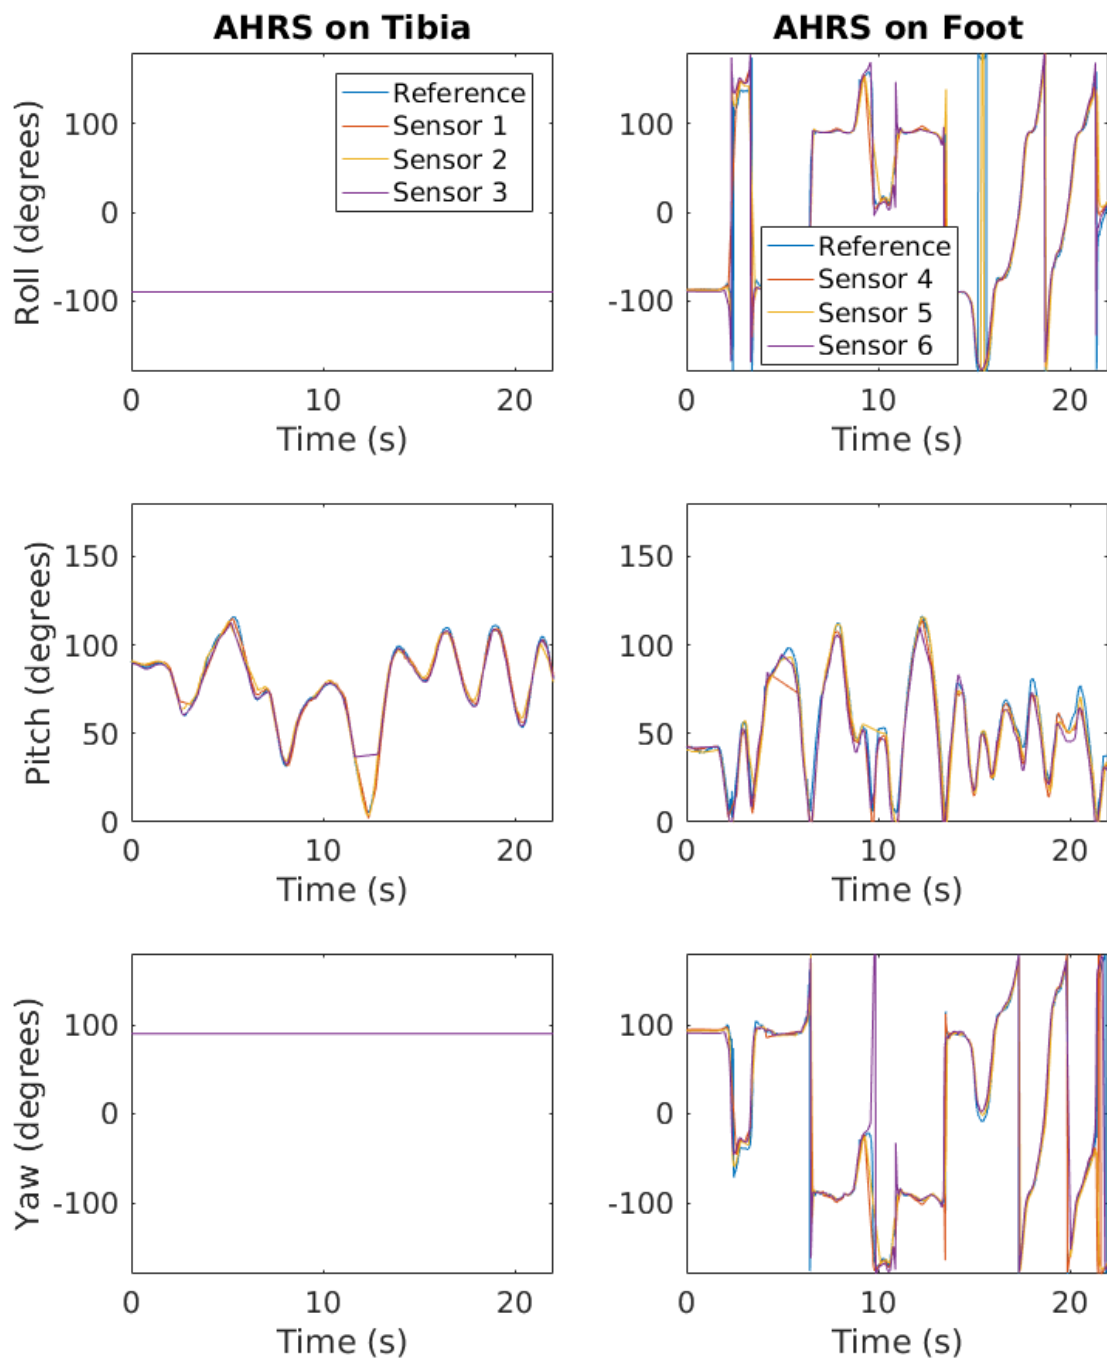 AHRS on Tibia
AHRS on Foot
Roll (degrees)
100
0
-100
Reference
Sensor 1
Sensor 2
Sensor 3
0
10
20
Time (s)
100
0
-100
Reference
Sensor 4
Sensor 5
Sensor 6
0
10
20
Time (s)
Pitch (degrees)
150
100
50
0
0
10
20
Time (s)
150
100
50
0
0
10
20
Time (s)
Yaw (degrees)
100
0
-100
0
10
20
Time (s)
100
0
-100
0
10
20
Time (s)